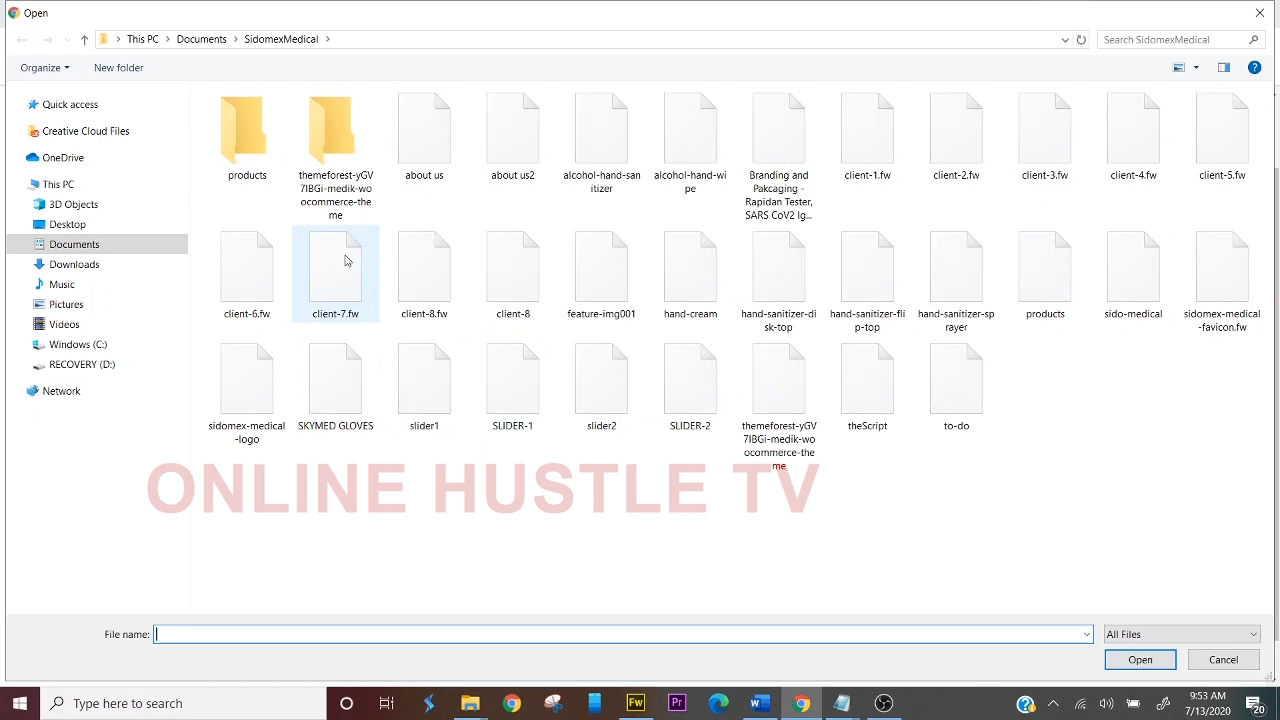 Open
This PC > Documents > SidomexMedical >
Search SidomexMedical
Organize
New folder
Quick access
Creative Cloud Files
OneDrive
This PC
3D Objects
Desktop
Documents
Downloads
Music
Pictures
Videos
Windows (C:)
RECOVERY (D:)
Network
products
themeforest-yGV
7IBGi-medik-wo
ocommerce-the
me
about us
about us2
alcohol-hand-san
itizer
alcohol-hand-wi
pe
Branding and
Pakcaging -
Rapidan Tester,
SARS CoV2 Ig...
client-1.fw
client-2.fw
client-3.fw
client-4.fw
client-5.fw
client-6.fw
client-7.fw
client-8.fw
client-8
feature-img001
hand-cream
hand-sanitizer-di
sk-top
hand-sanitizer-fli
p-top
hand-sanitizer-sp
rayer
products
sido-medical
sidomex-medical
-favicon.fw
sidomex-medical
-logo
SKYMED GLOVES
slider1
SLIDER-1
slider2
SLIDER-2
themeforest-yGV
7IBGi-medik-wo
ocommerce-the
me
theScript
to-do
ONLINE HUSTLE TV
File name:
All Files
Open
Cancel
Type here to search
Fw
Pr
9:53 AM
7/13/2020
20